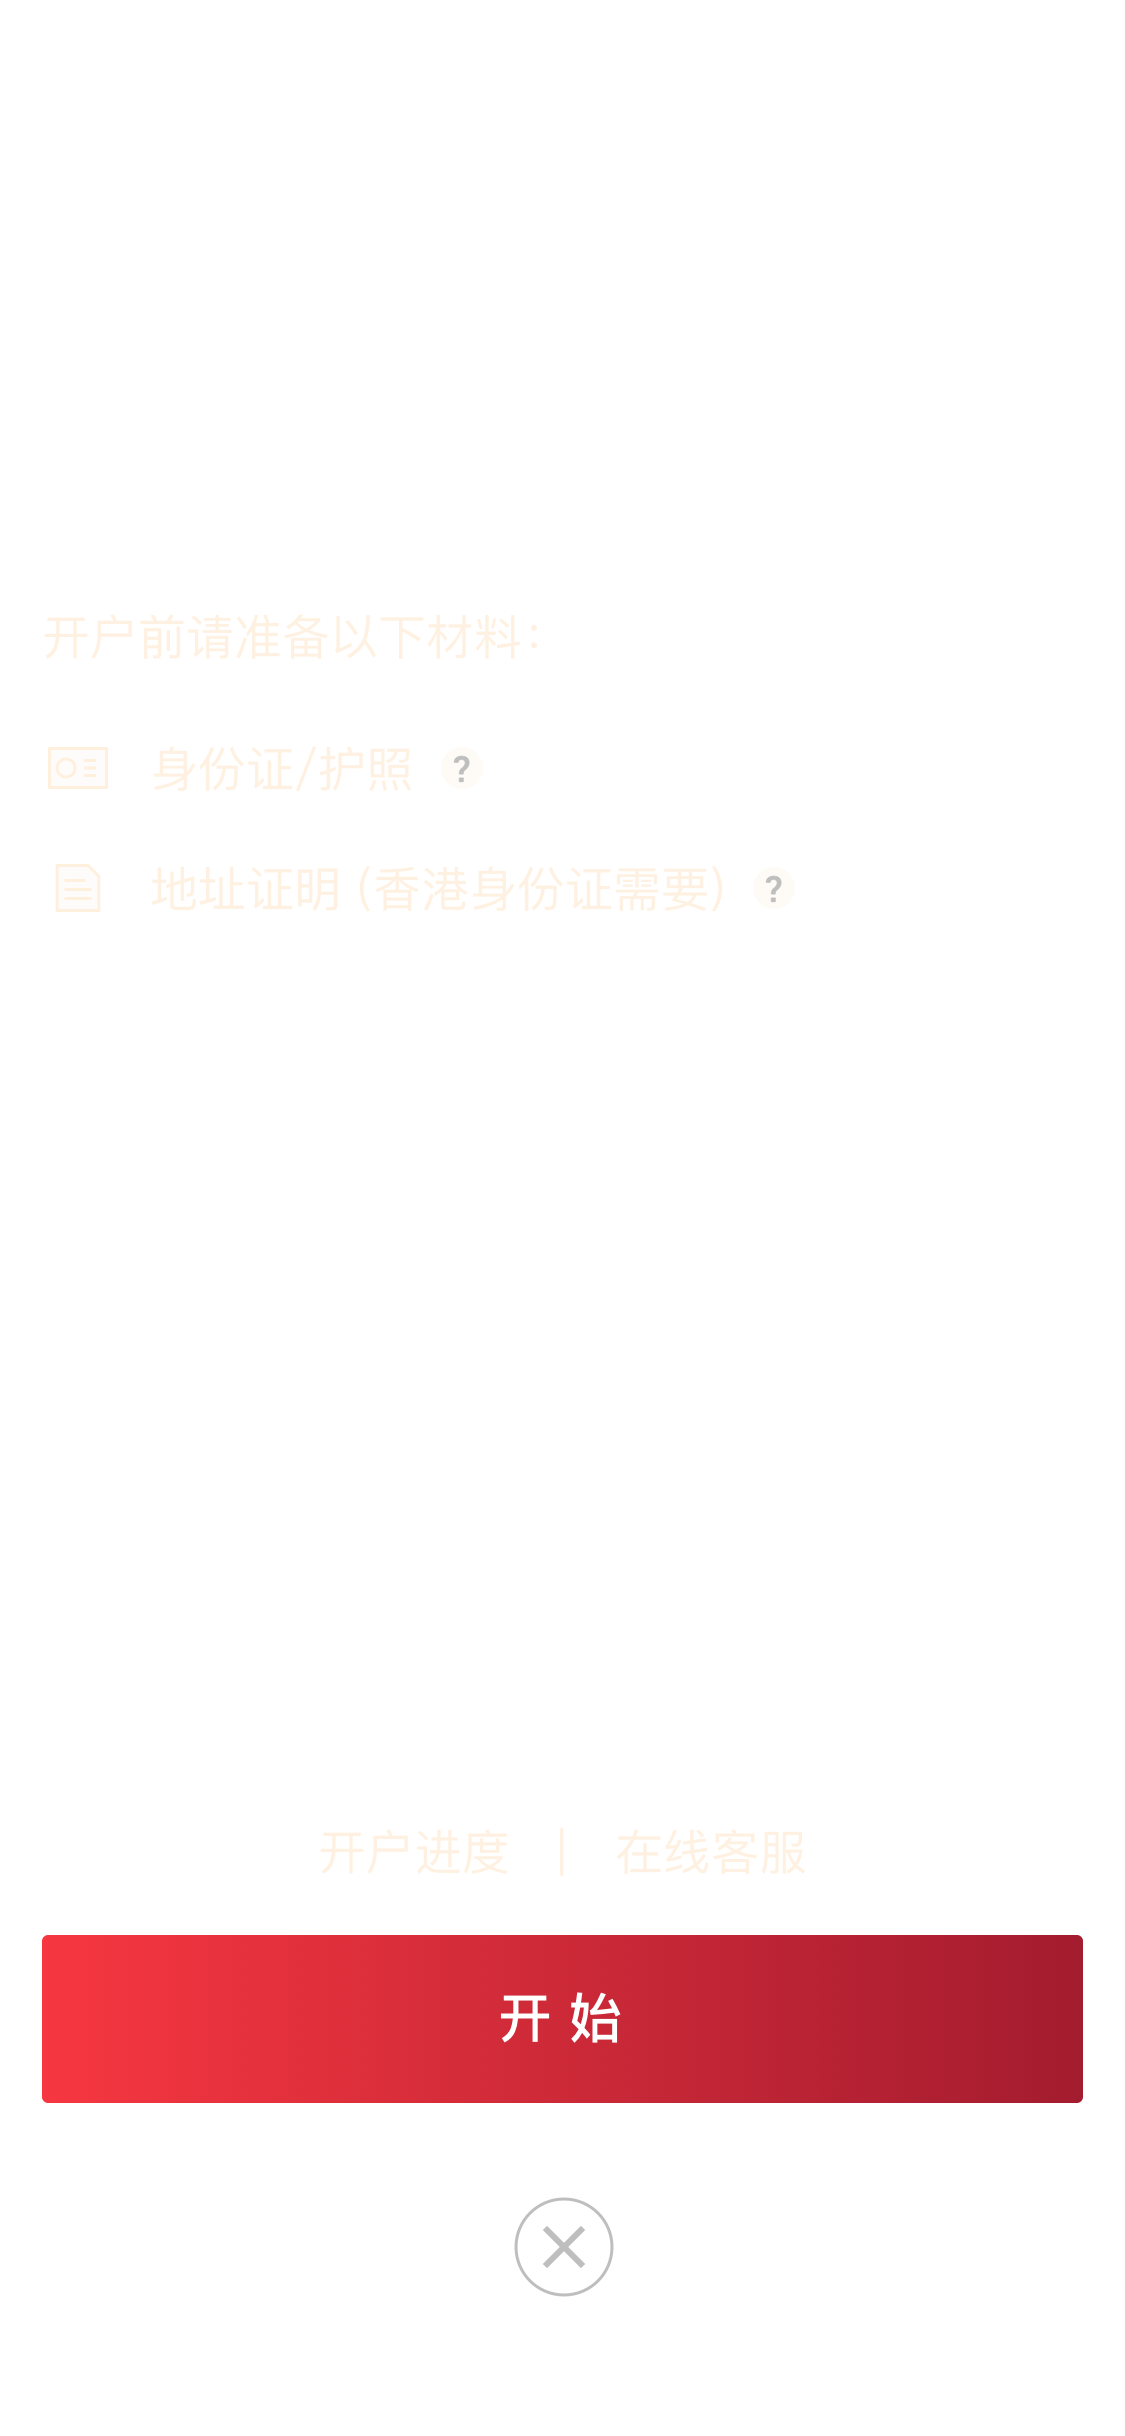 开户前请准备以下材料：
身份证/护照 ?
地址证明（香港身份证需要） ?
开户进度 | 在线客服
开始